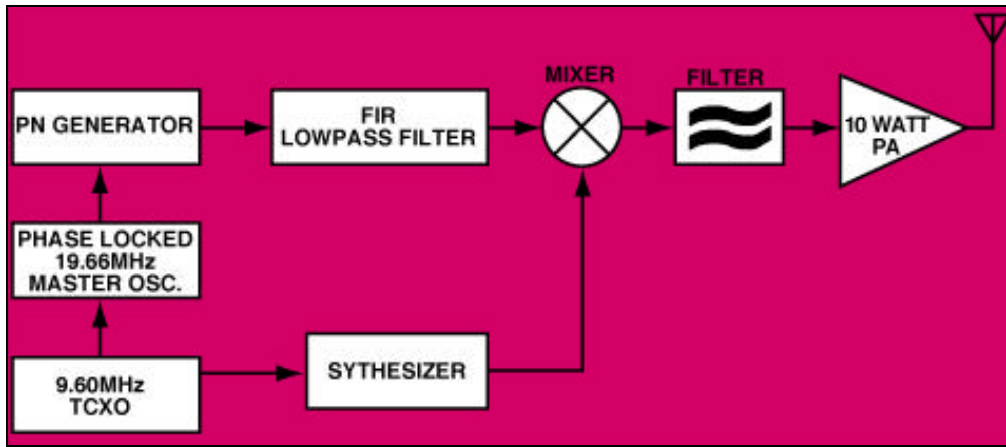 PN GENERATOR
FIR
LOWPASS FILTER
MIXER
FILTER
10 WATT
PA
PHASE LOCKED
19.66MHz
MASTER OSC.
9.60MHz
TCXO
SYTHESIZER